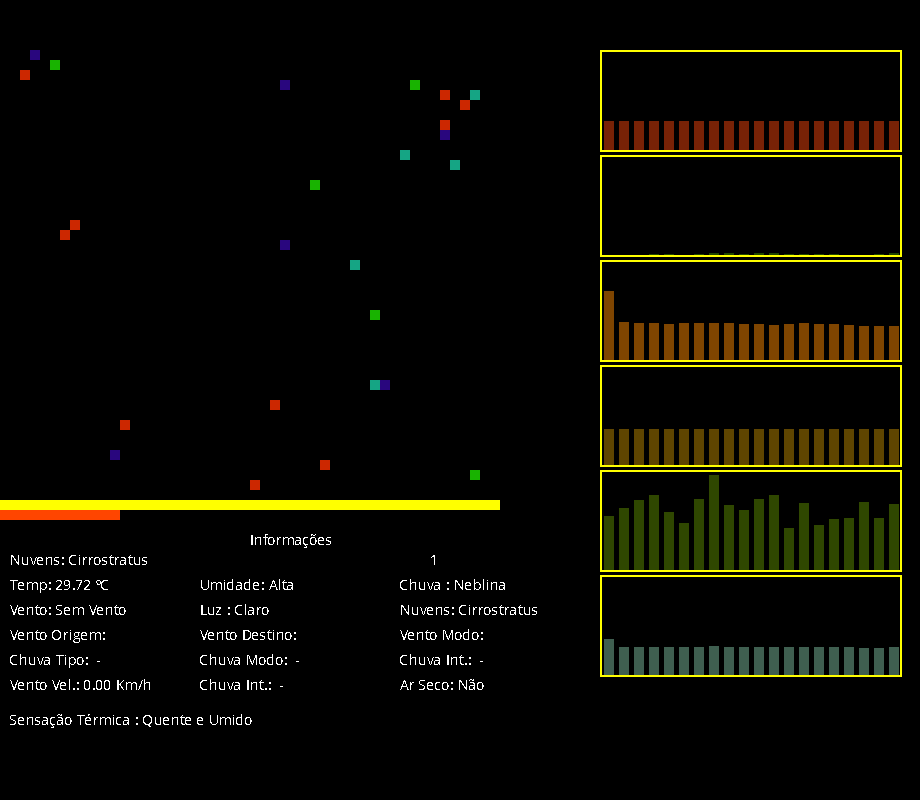 Informações
Nuvens: Cirrostratus 1
Temp: 29.72 ºC Umidade: Alta Chuva : Neblina
Vento: Sem Vento Luz : Claro Nuvens: Cirrostratus
Vento Origem: Vento Destino: Vento Modo:
Chuva Tipo: - Chuva Modo: - Chuva Int.: -
Vento Vel.: 0.00 Km/h Chuva Int.: - Ar Seco: Não
Sensação Térmica : Quente e Umido